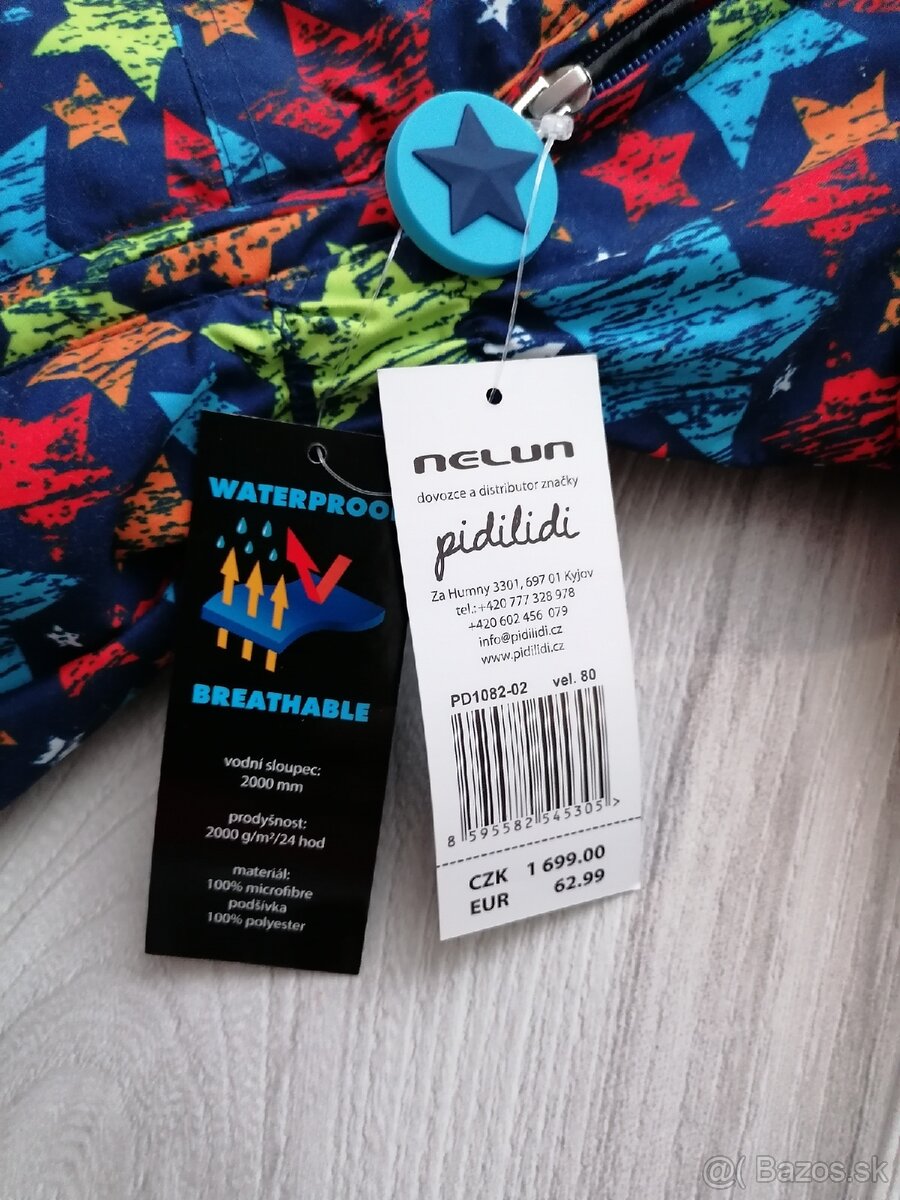 WATERPROO
BREATHABLE
vodní sloupec:
2000 mm
prodyšnost:
2000 g/m²/24 hod
materiál:
100% microfibre
podšívka
100% polyester
NELUN
dovozce a distributor značky
pidilidi
Za Humny 3301, 697 01 Kyjov
tel.: +420 777 328 978
+420 602 456 079
info@pidilidi.cz
www.pidilidi.cz
PD1082-02 vel. 80
8 595582 545305 >
CZK 1 699.00
EUR 62.99
@( Bazos.sk